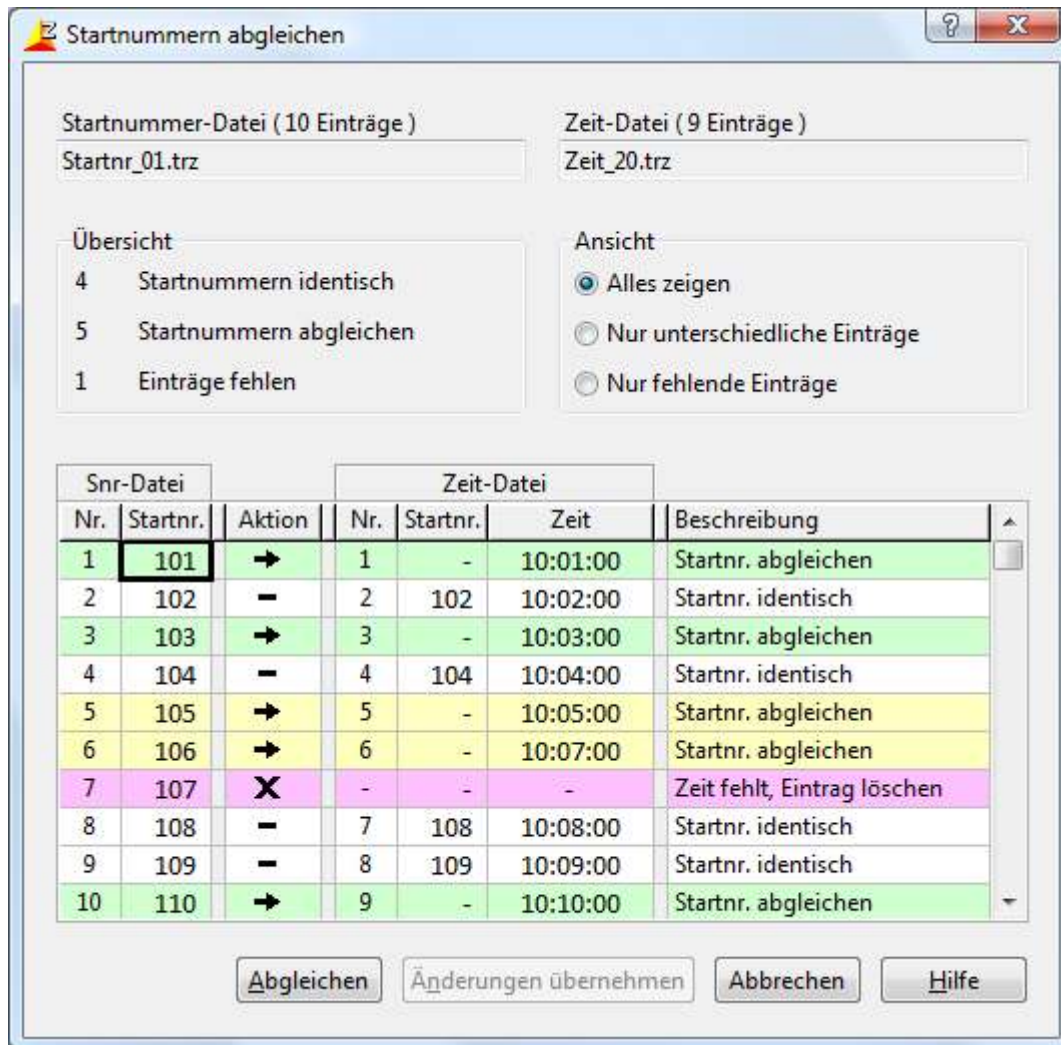 Startnummern abgleichen
Startnummer-Datei ( 10 Einträge )
Zeit-Datei ( 9 Einträge )
Startnr_01.trz
Zeit_20.trz
Übersicht
4 Startnummern identisch
5 Startnummern abgleichen
1 Einträge fehlen
Ansicht
Alles zeigen
Nur unterschiedliche Einträge
Nur fehlende Einträge
Snr-Datei Zeit-Datei
Nr. Startnr. Aktion Nr. Startnr. Zeit Beschreibung
1 101 → 1 - 10:01:00 Startnr. abgleichen
2 102 – 2 102 10:02:00 Startnr. identisch
3 103 → 3 - 10:03:00 Startnr. abgleichen
4 104 – 4 104 10:04:00 Startnr. identisch
5 105 → 5 - 10:05:00 Startnr. abgleichen
6 106 → 6 - 10:07:00 Startnr. abgleichen
7 107 X - - - Zeit fehlt, Eintrag löschen
8 108 – 7 108 10:08:00 Startnr. identisch
9 109 – 8 109 10:09:00 Startnr. identisch
10 110 → 9 - 10:10:00 Startnr. abgleichen
Abgleichen Änderungen übernehmen Abbrechen Hilfe